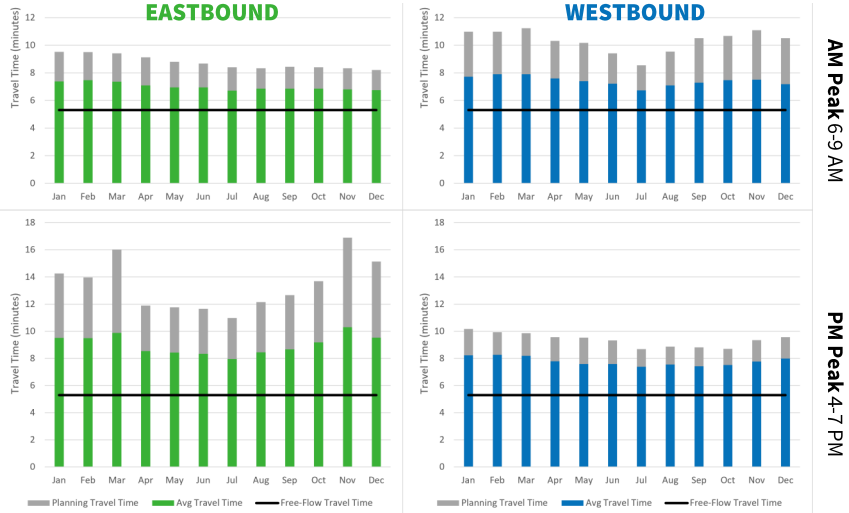 EASTBOUND
Travel Time (minutes)
12
10
8
6
4
2
0
Jan Feb Mar Apr May Jun Jul Aug Sep Oct Nov Dec
WESTBOUND
Travel Time (minutes)
12
10
8
6
4
2
0
Jan Feb Mar Apr May Jun Jul Aug Sep Oct Nov Dec
AM Peak 6-9 AM
Travel Time (minutes)
18
16
14
12
10
8
6
4
2
0
Jan Feb Mar Apr May Jun Jul Aug Sep Oct Nov Dec
Planning Travel Time Avg Travel Time Free-Flow Travel Time
Travel Time (minutes)
18
16
14
12
10
8
6
4
2
0
Jan Feb Mar Apr May Jun Jul Aug Sep Oct Nov Dec
Planning Travel Time Avg Travel Time Free-Flow Travel Time
PM Peak 4-7 PM